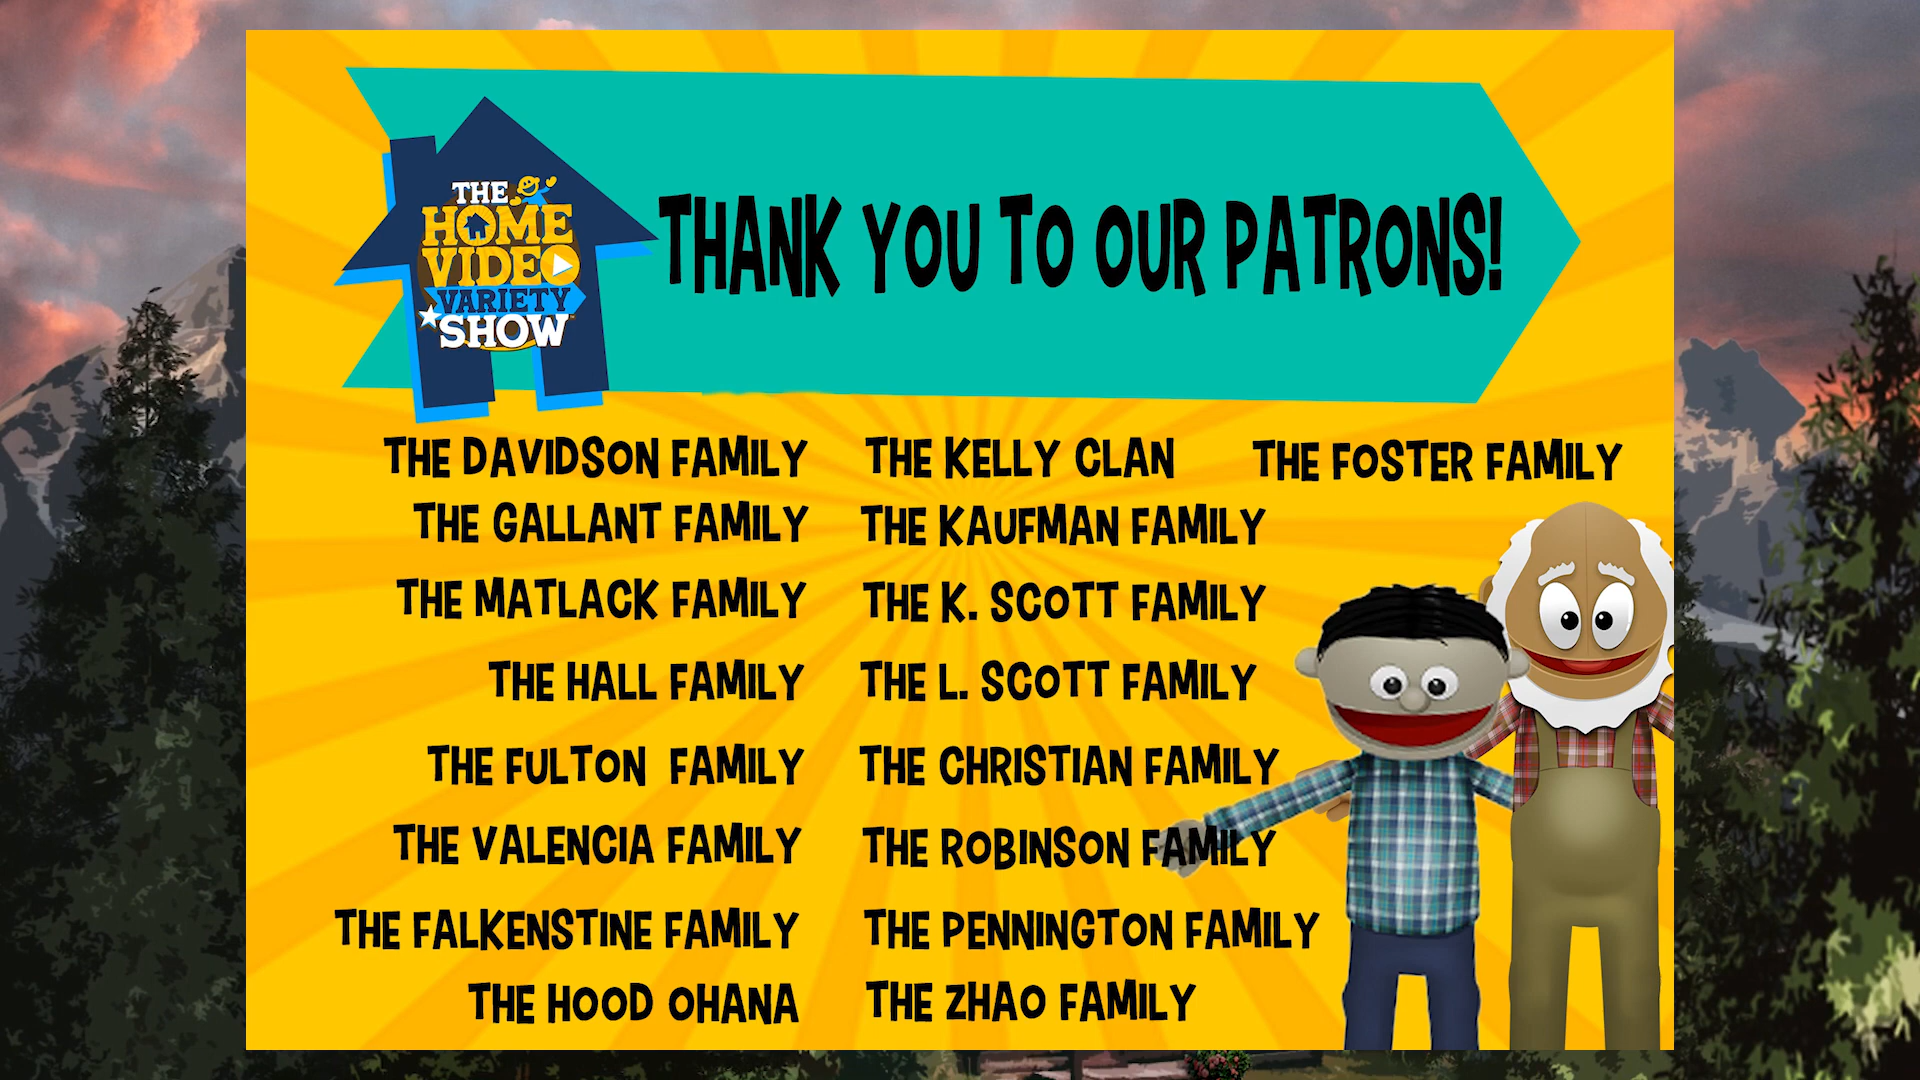 THE
HOME
VIDEO
VARIETY
SHOW
THANK YOU TO OUR PATRONS!
THE DAVIDSON FAMILY
THE GALLANT FAMILY
THE MATLACK FAMILY
THE HALL FAMILY
THE FULTON FAMILY
THE VALENCIA FAMILY
THE FALKENSTINE FAMILY
THE HOOD OHANA
THE KELLY CLAN
THE KAUFMAN FAMILY
THE K. SCOTT FAMILY
THE L. SCOTT FAMILY
THE CHRISTIAN FAMILY
THE ROBINSON FAMILY
THE PENNINGTON FAMILY
THE ZHAO FAMILY
THE FOSTER FAMILY